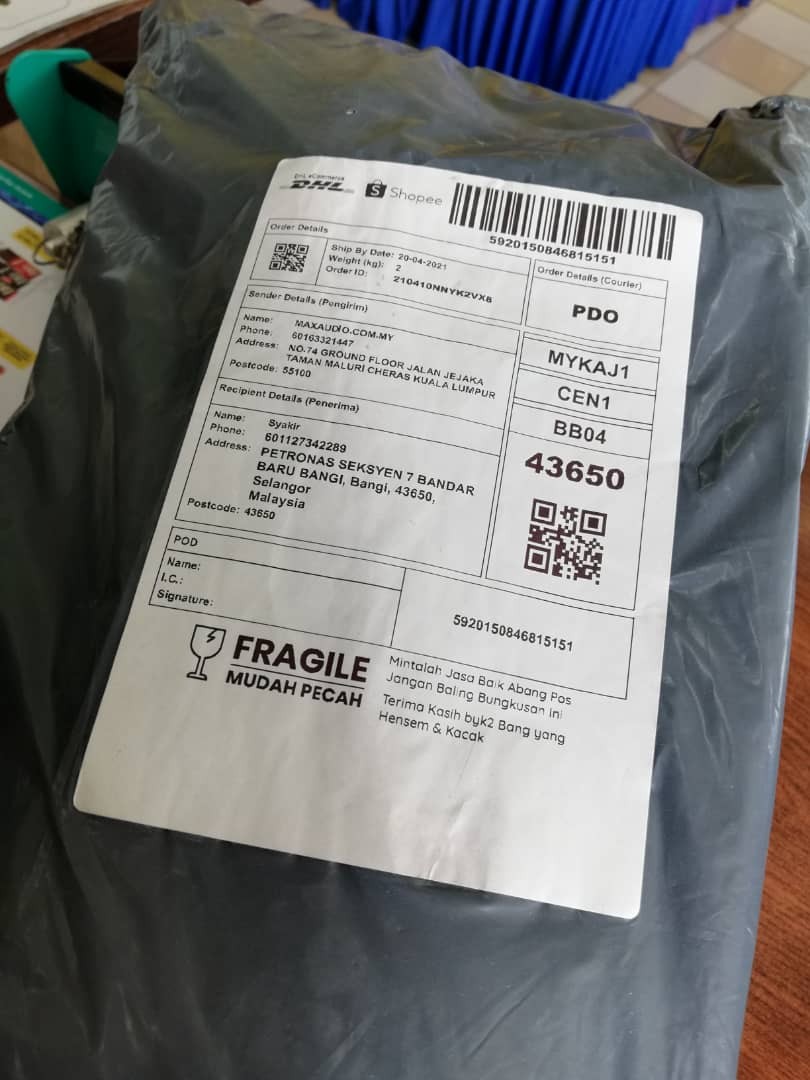 DHL eCommerce
DHL
Shopee
5920150846815151
Order Details
Ship By Date: 20-04-2021
Weight (kg): 2
Order ID: 210410NNYK2VX8
Order Details (Courier)
PDO
Sender Details (Pengirim)
Name: MAXAUDIO.COM.MY
Phone: 60163321447
Address: NO.74 GROUND FLOOR JALAN JEJAKA
TAMAN MALURI CHERAS KUALA LUMPUR
Postcode: 55100
MYKAJ1
CEN1
BB04
43650
Recipient Details (Penerima)
Name: Syakir
Phone: 601127342289
Address: PETRONAS SEKSYEN 7 BANDAR
BARU BANGI, Bangi, 43650,
Selangor
Malaysia
Postcode: 43650
POD
Name:
I.C.:
Signature:
5920150846815151
FRAGILE
MUDAH PECAH
Mintalah Jasa Baik Abang Pos
Jangan Baling Bungkusan Ini
Terima Kasih byk2 Bang yang
Hensem & Kacak